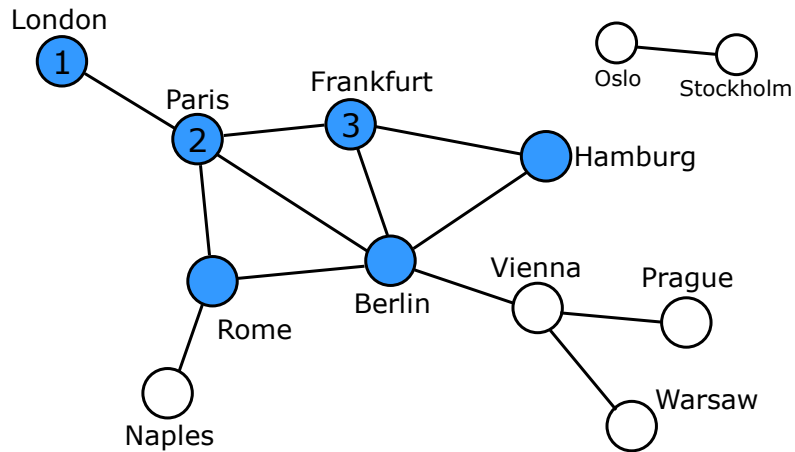 London
1
Paris
2
Frankfurt
3
Oslo
Stockholm
Hamburg
Rome
Berlin
Vienna
Prague
Naples
Warsaw